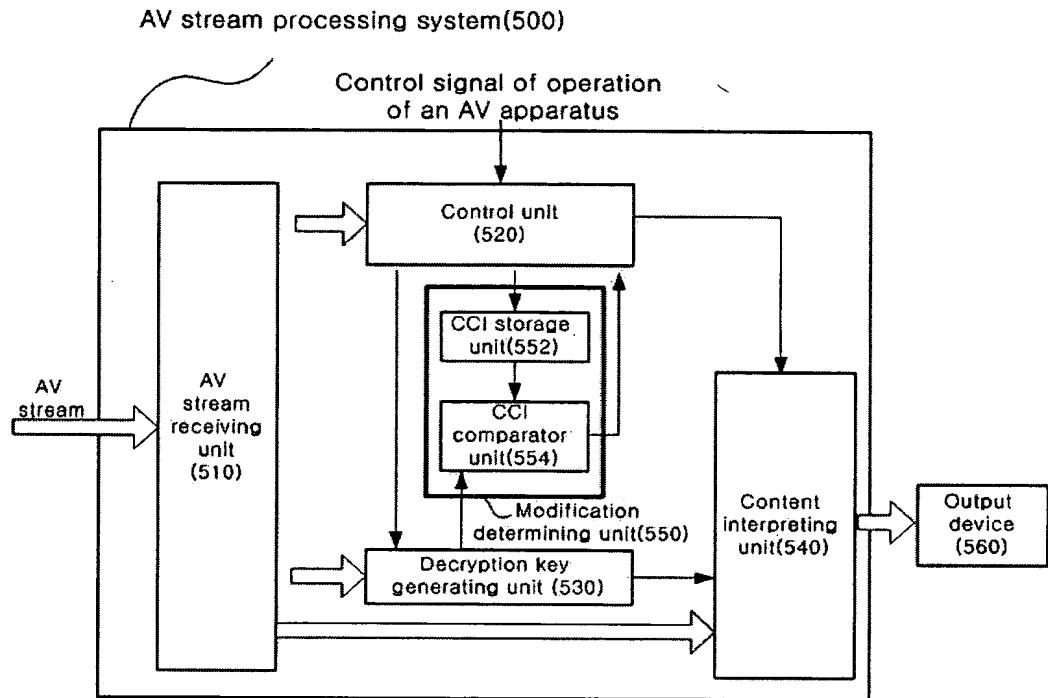 AV stream processing system(500)
Control signal of operation
of an AV apparatus
Control unit
(520)
CCI storage
unit(552)
AV
stream
AV
stream
receiving
unit
(510)
CCI
comparator
unit(554)
Modification
determining unit(550)
Content
interpreting
unit(540)
Output
device
(560)
Decryption key
generating unit (530)